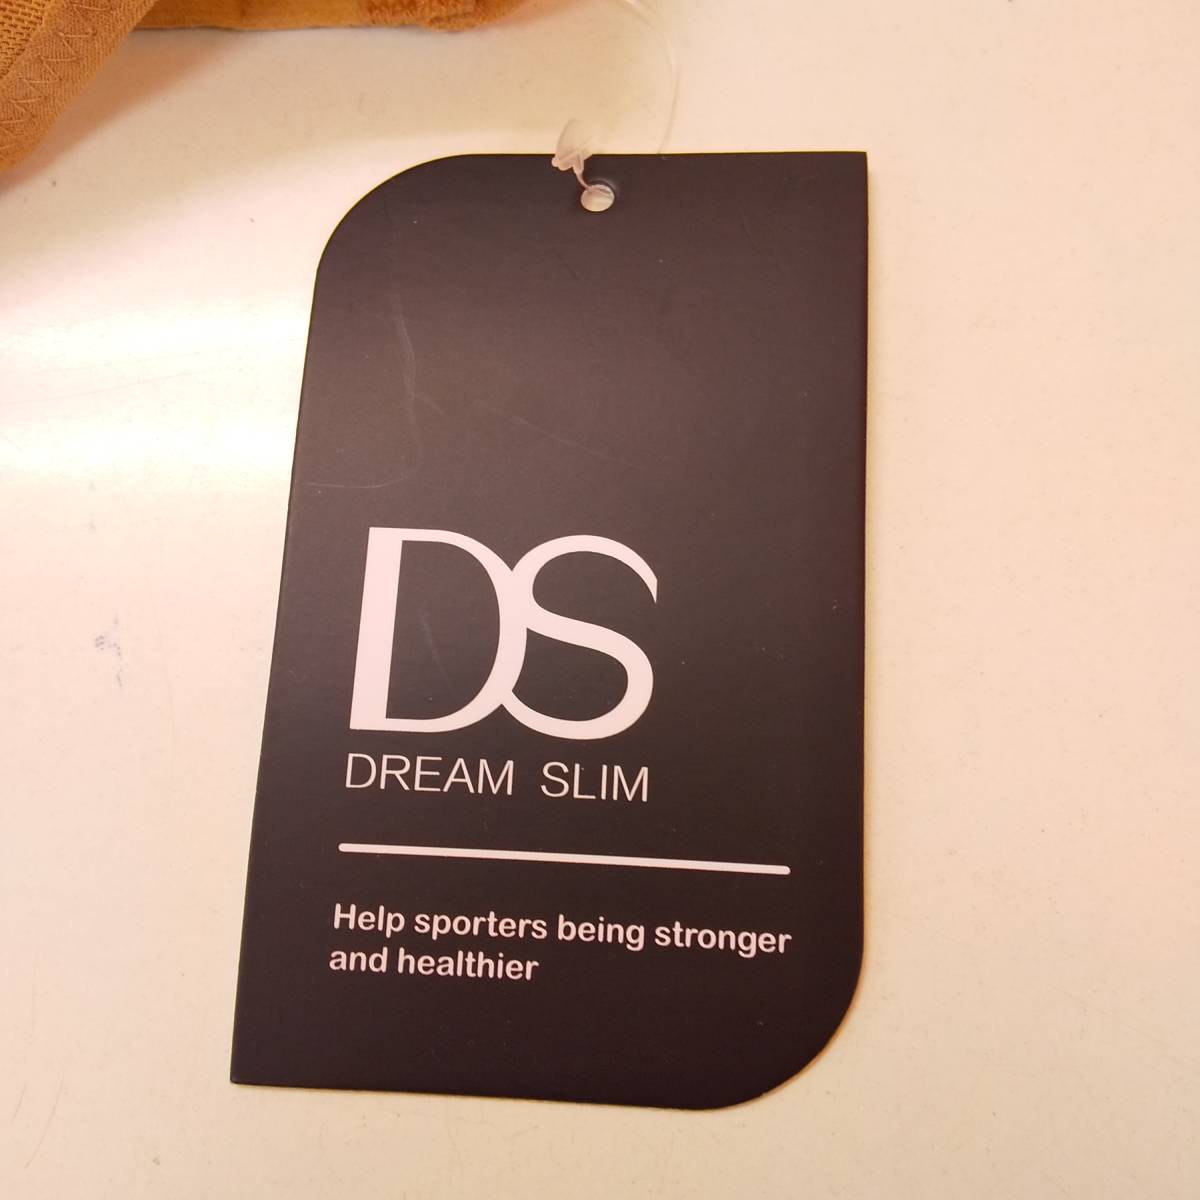 DS
DREAM SLIM
Help sporters being stronger
and healthier